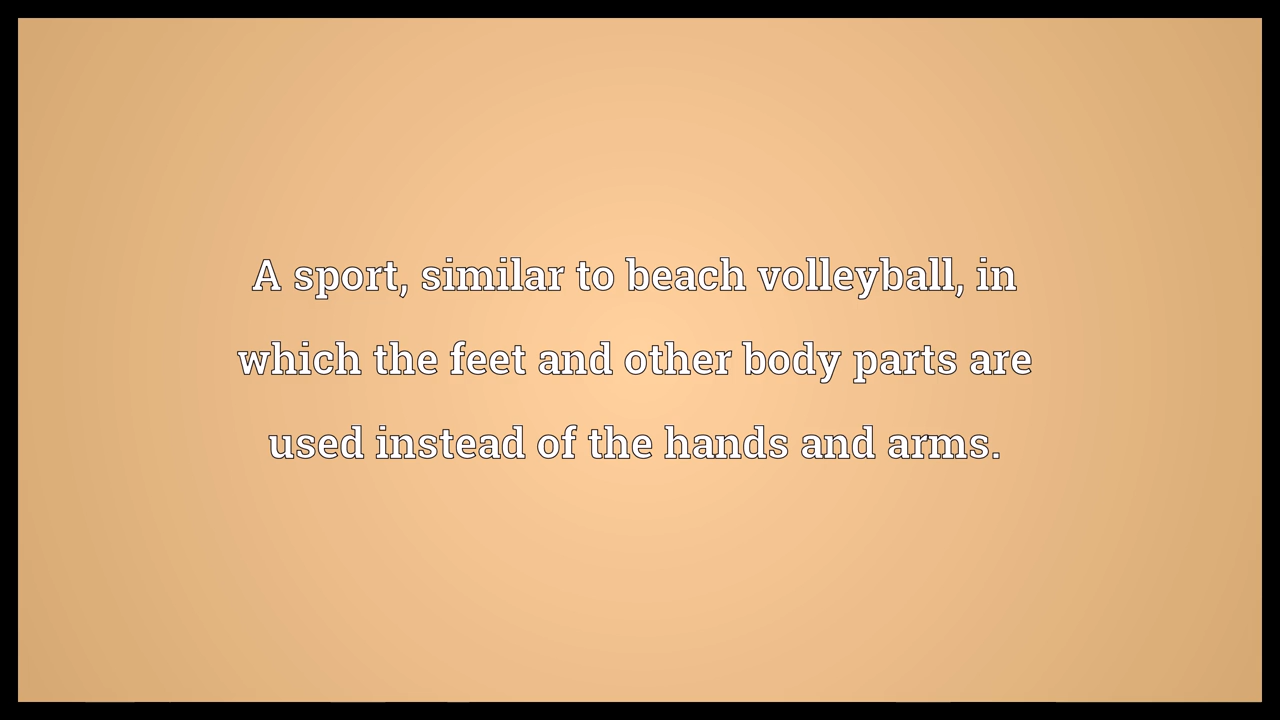 A sport, similar to beach volleyball, in
which the feet and other body parts are
used instead of the hands and arms.